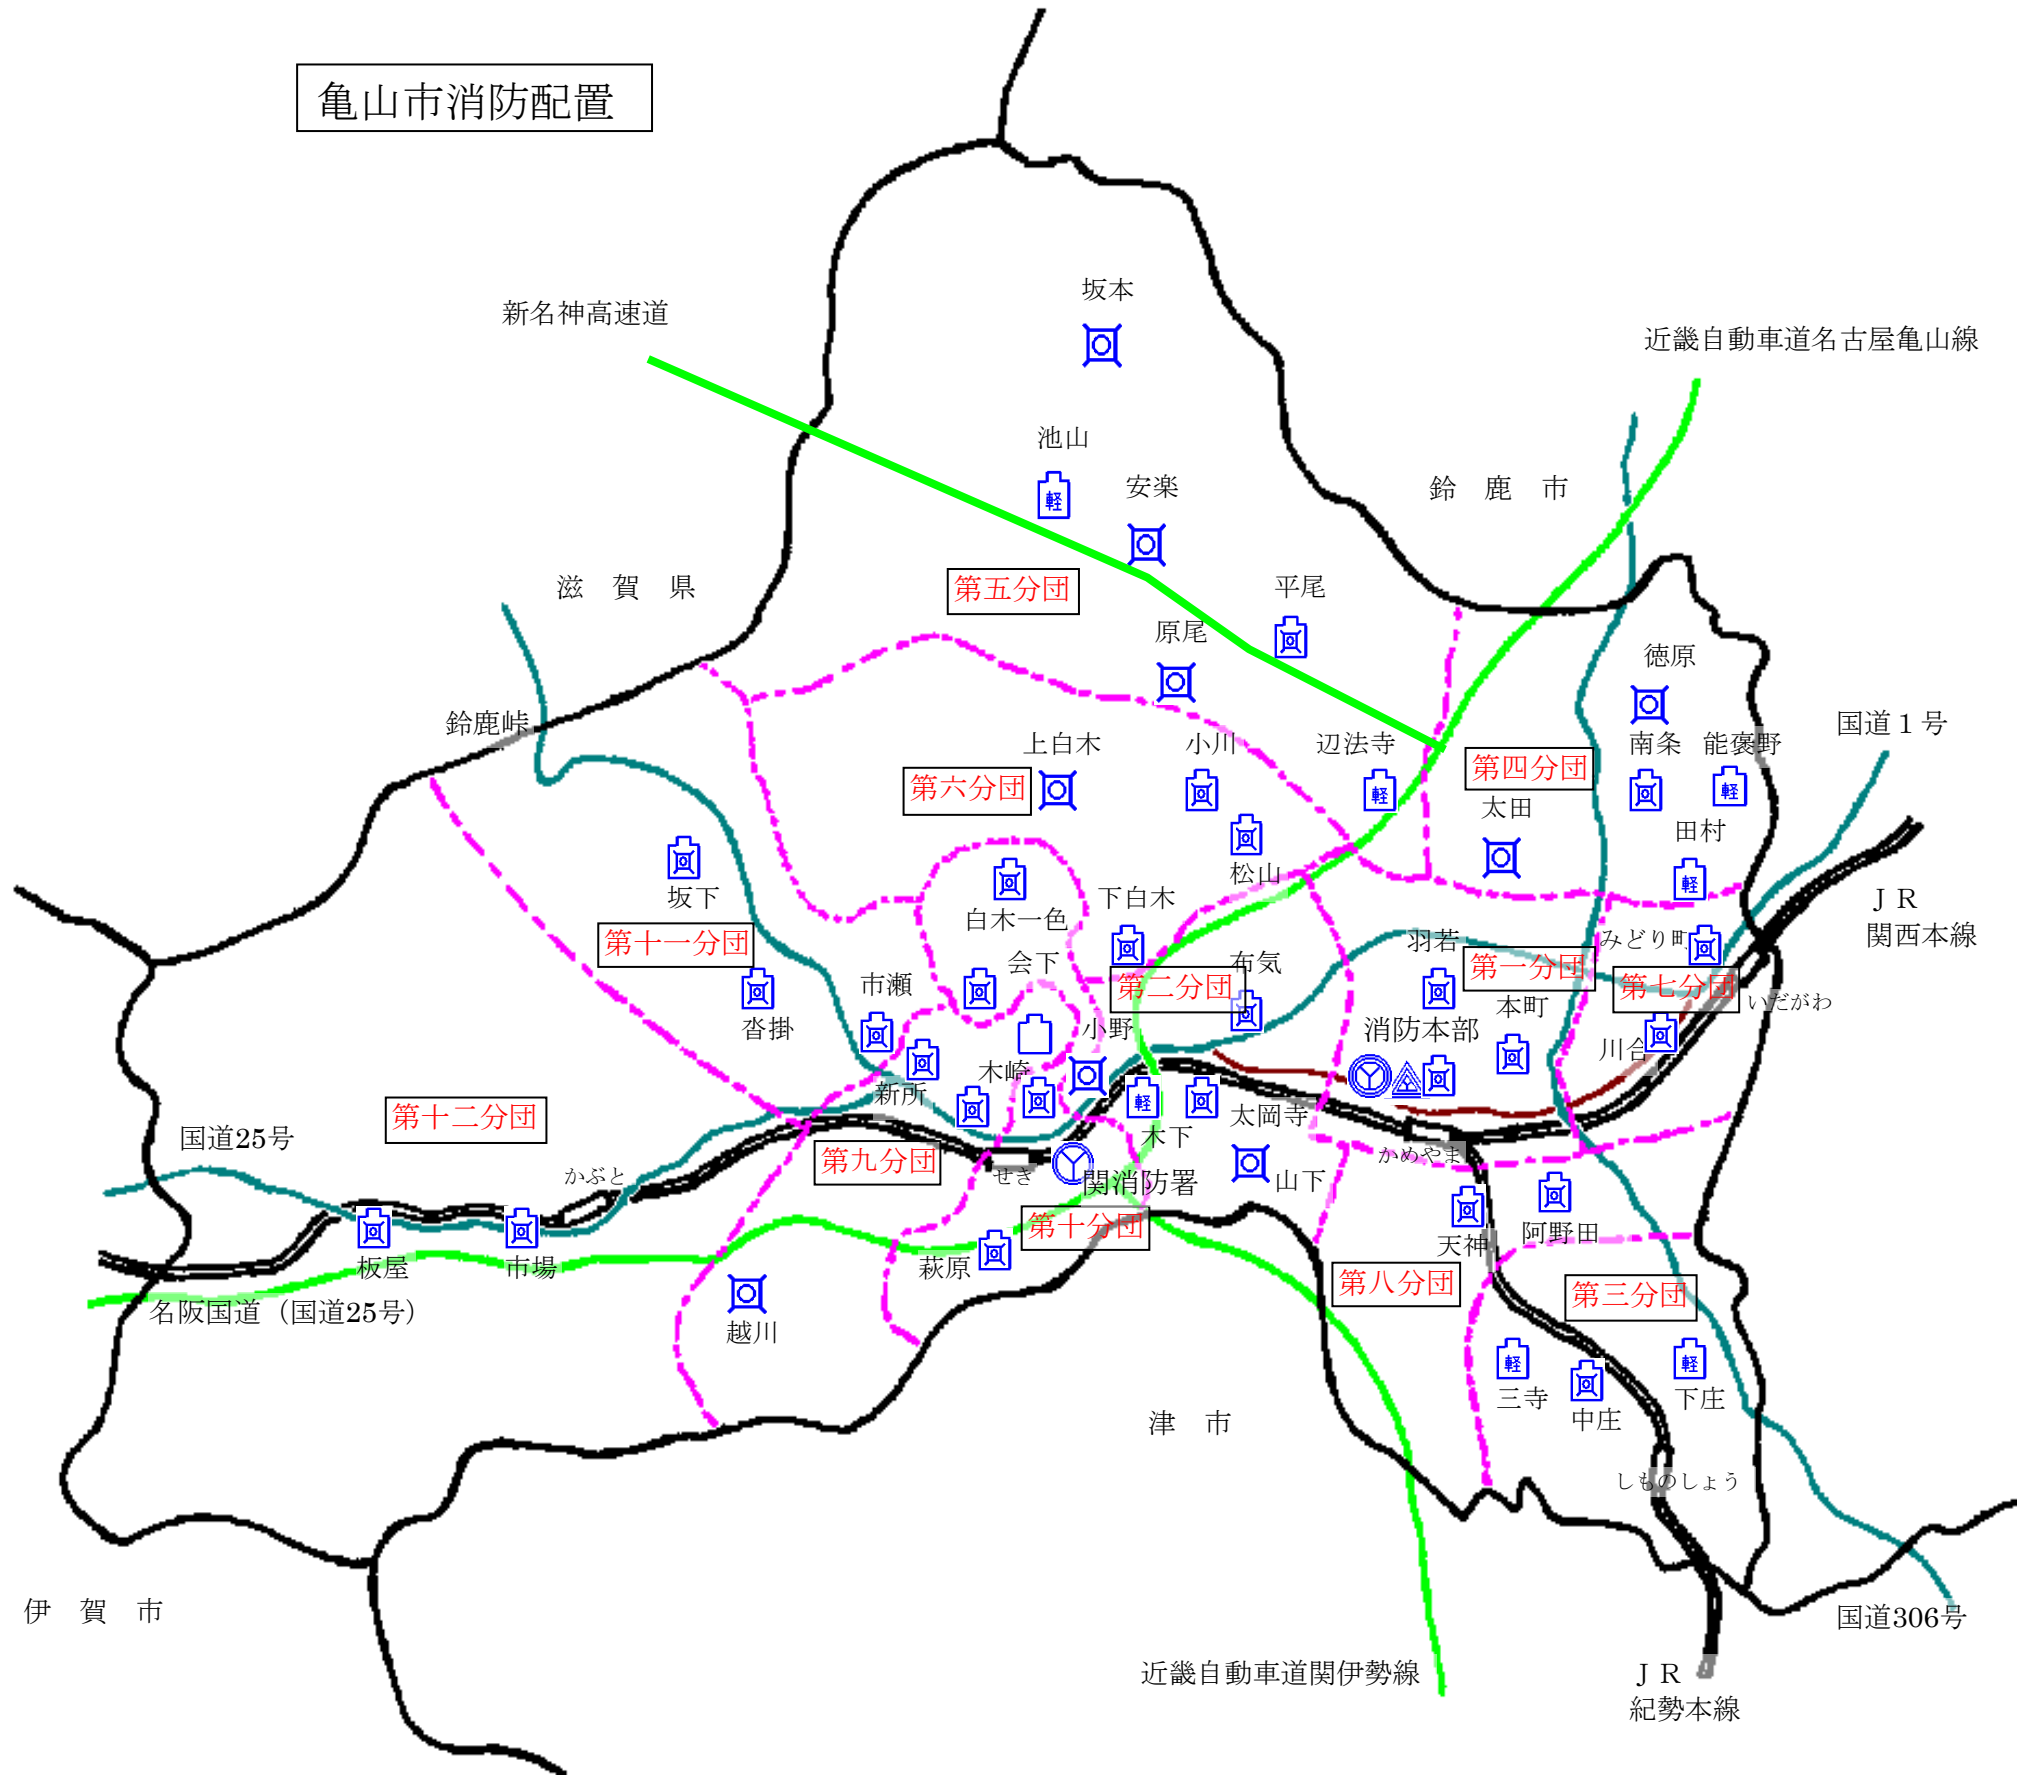 亀山市消防配置
坂本
新名神高速道
近畿自動車道名古屋亀山線
池山
軽
安楽
鈴　鹿　市
滋　賀　県
第五分団
平尾
原尾
徳原
鈴鹿峠
上白木
小川
辺法寺
南条
能褒野
国道１号
第六分団
第四分団
軽
軽
太田
田村
松山
軽
坂下
白木一色
下白木
ＪＲ
関西本線
第十一分団
羽若
みどり町
会下
布気
第一分団
市瀬
第二分団
第七分団
いだがわ
沓掛
小野
消防本部
本町
川合
木崎
新所
軽
太岡寺
第十二分団
国道25号
木下
第九分団
かめやま
かぶと
せき
関消防署
山下
第十分団
阿野田
天神
萩原
板屋
市場
第八分団
第三分団
名阪国道（国道25号）
越川
軽
軽
三寺
中庄
下庄
津　市
しものしょう
伊　賀　市
国道306号
近畿自動車道関伊勢線
ＪＲ
紀勢本線